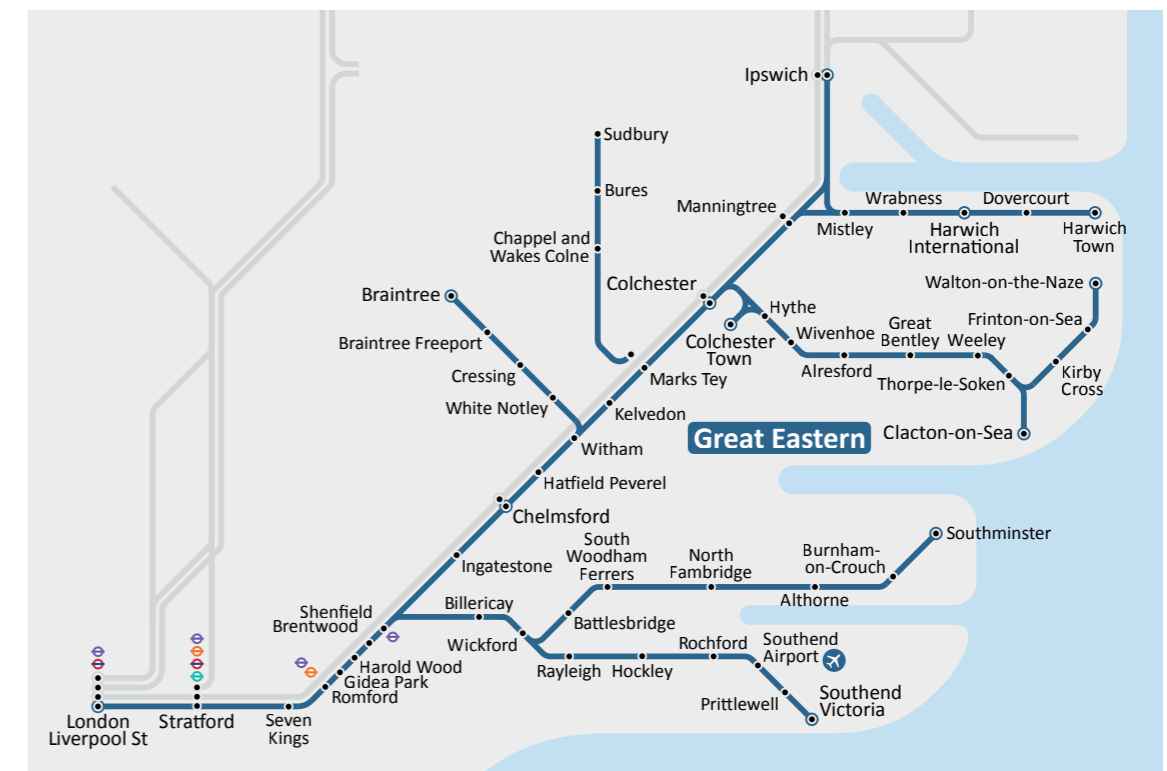 Ipswich
Sudbury
Bures
Chappel and
Wakes Colne
Manningtree
Wrabness
Dovercourt
Mistley
Harwich
International
Harwich
Town
Colchester
Walton-on-the-Naze
Braintree
Hythe
Frinton-on-Sea
Braintree Freeport
Colchester
Town
Wivenhoe
Great
Bentley
Weeley
Cressing
Marks Tey
Alresford
Thorpe-le-Soken
Kirby
Cross
White Notley
Kelvedon
Great Eastern
Clacton-on-Sea
Witham
Hatfield Peverel
Chelmsford
South
Woodham
Ferrers
North
Fambridge
Burnham-
on-Crouch
Southminster
Ingatestone
Althorne
Shenfield
Brentwood
Billericay
Battlesbridge
Wickford
Rochford
Southend
Airport
Harold Wood
Gidea Park
Romford
Rayleigh
Hockley
Prittlewell
Southend
Victoria
London
Liverpool St
Stratford
Seven
Kings